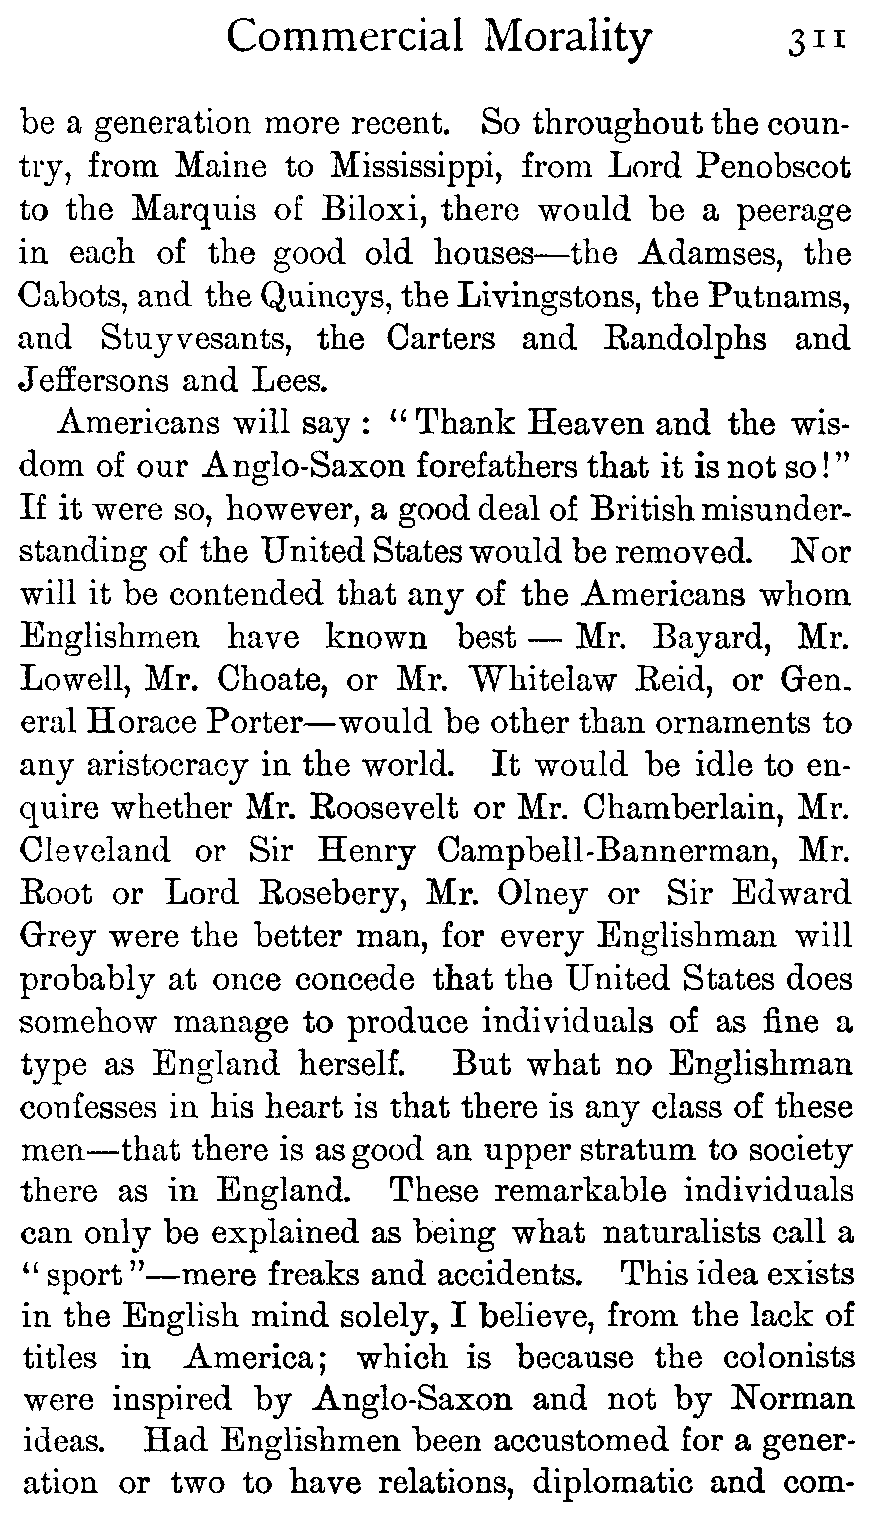 Commercial Morality 311
be a generation more recent. So throughout the coun-
try, from Maine to Mississippi, from Lord Penobscot
to the Marquis of Biloxi, there would be a peerage
in each of the good old houses—the Adamses, the
Cabots, and the Quincys, the Livingstons, the Putnams,
and Stuyvesants, the Carters and Randolphs and
Jeffersons and Lees.
Americans will say : “ Thank Heaven and the wis-
dom of our Anglo-Saxon forefathers that it is not so!”
If it were so, however, a good deal of British misunder-
standing of the United States would be removed. Nor
will it be contended that any of the Americans whom
Englishmen have known best — Mr. Bayard, Mr.
Lowell, Mr. Choate, or Mr. Whitelaw Reid, or Gen-
eral Horace Porter—would be other than ornaments to
any aristocracy in the world. It would be idle to en-
quire whether Mr. Roosevelt or Mr. Chamberlain, Mr.
Cleveland or Sir Henry Campbell-Bannerman, Mr.
Root or Lord Rosebery, Mr. Olney or Sir Edward
Grey were the better man, for every Englishman will
probably at once concede that the United States does
somehow manage to produce individuals of as fine a
type as England herself. But what no Englishman
confesses in his heart is that there is any class of these
men—that there is as good an upper stratum to society
there as in England. These remarkable individuals
can only be explained as being what naturalists call a
“ sport ”—mere freaks and accidents. This idea exists
in the English mind solely, I believe, from the lack of
titles in America; which is because the colonists
were inspired by Anglo-Saxon and not by Norman
ideas. Had Englishmen been accustomed for a gener-
ation or two to have relations, diplomatic and com-